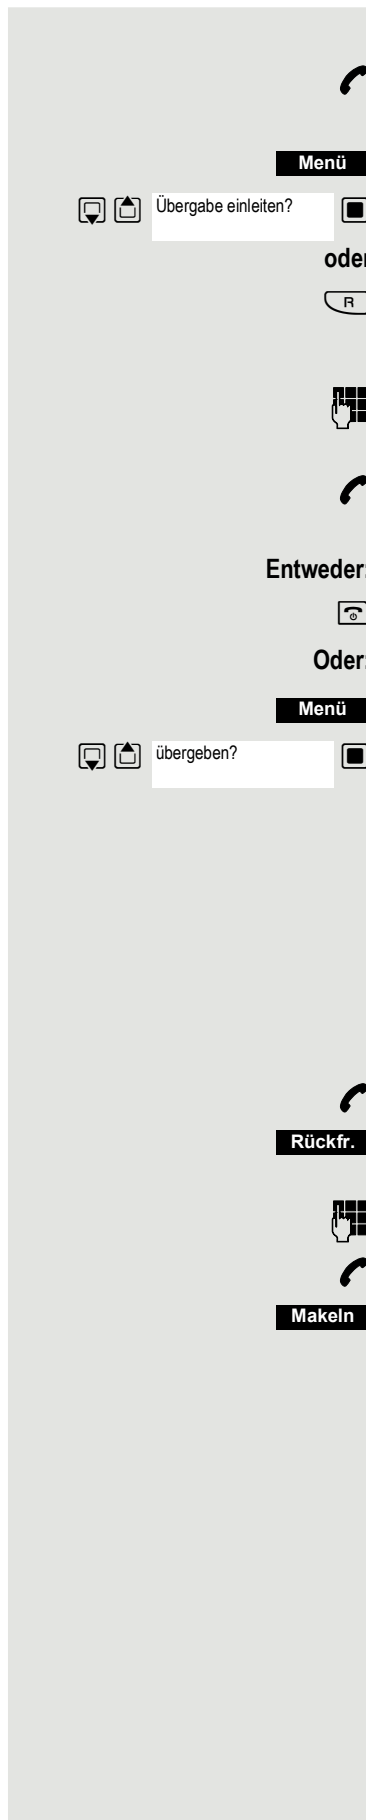 Menü
Übergabe einleiten?
oder
R
Entweder:
Oder:
Menü
übergeben?
Rückfr.
Makeln